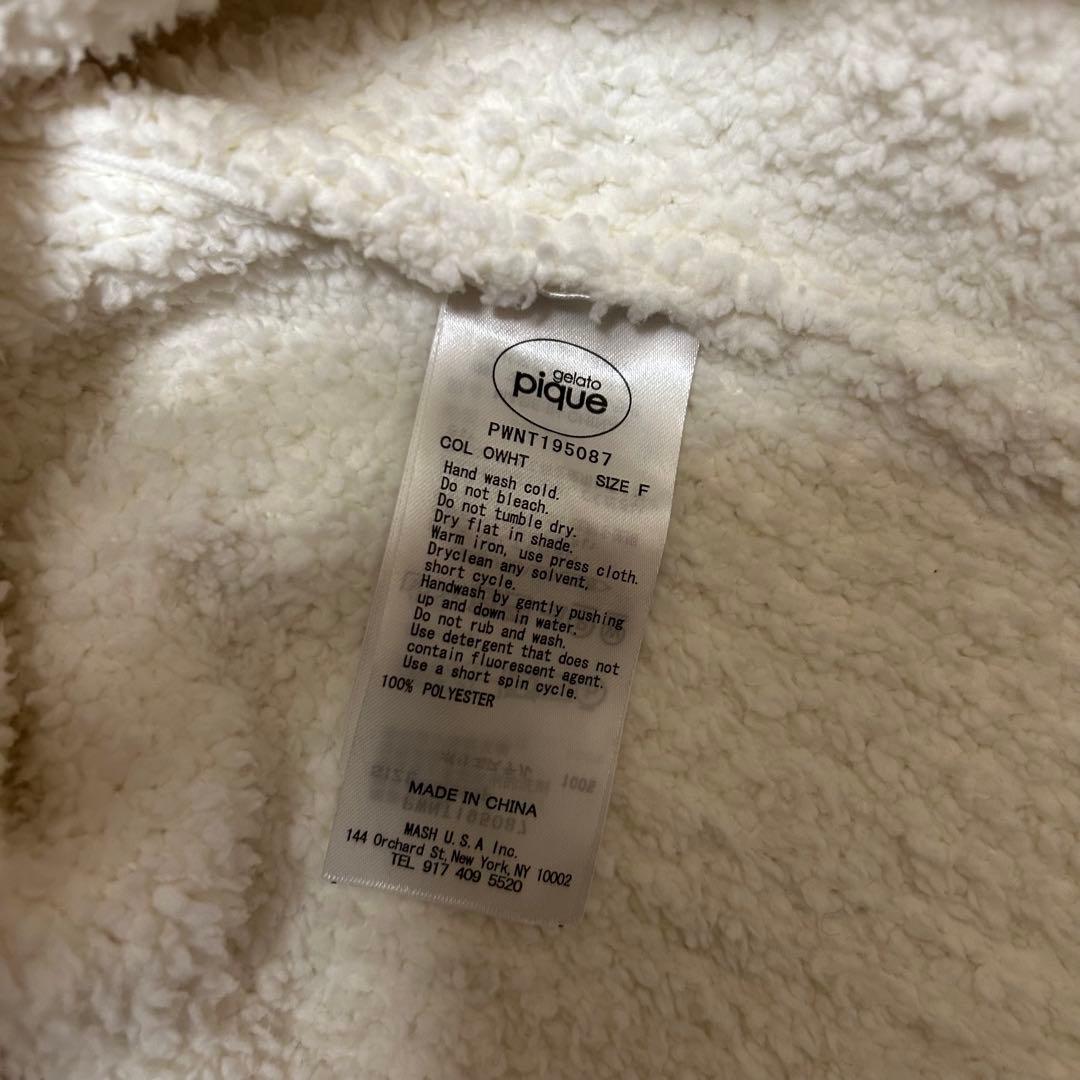 gelato
pique
PWNT195087
COL OWHT SIZE F
Hand wash cold.
Do not bleach.
Do not tumble dry.
Dry flat in shade.
Warm iron, use press cloth.
Dryclean any solvent,
short cycle.
Handwash by gently pushing
up and down in water.
Do not rub and wash.
Use detergent that does not
contain fluorescent agent.
Use a short spin cycle.
100% POLYESTER
MADE IN CHINA
MASH U.S.A Inc.
144 Orchard St, New York, NY 10002
TEL 917 409 5520